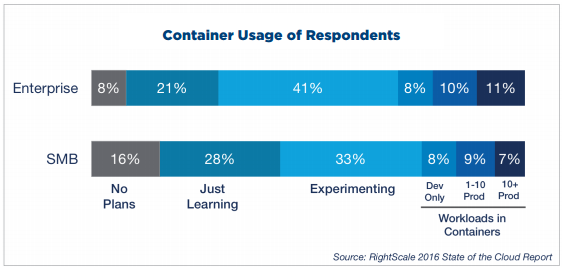 Container Usage of Respondents
Enterprise 8% 21% 41% 8% 10% 11%
SMB 16% 28% 33% 8% 9% 7%
No Plans
Just Learning
Experimenting
Dev Only
1-10 Prod
10+ Prod
Workloads in
Containers
Source: RightScale 2016 State of the Cloud Report